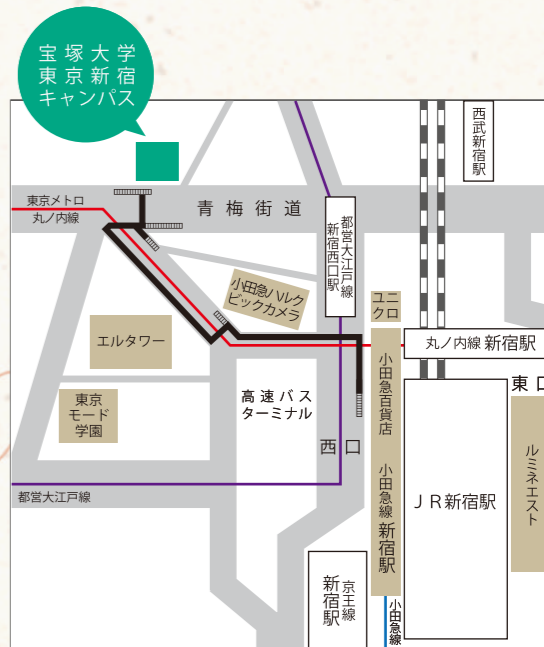 宝塚大学
東京新宿
キャンパス
西武新宿駅
東京メトロ
丸ノ内線
青梅街道
都営大江戸線
新宿西口駅
小田急ハルク
ビックカメラ
ユニ
クロ
エルタワー
丸ノ内線 新宿駅
小田急百貨店
東口
東京
モード
学園
高速バス
ターミナル
西口
ルミネエスト
小田急線 新宿駅
JR新宿駅
都営大江戸線
京王線
新宿駅
小田急線